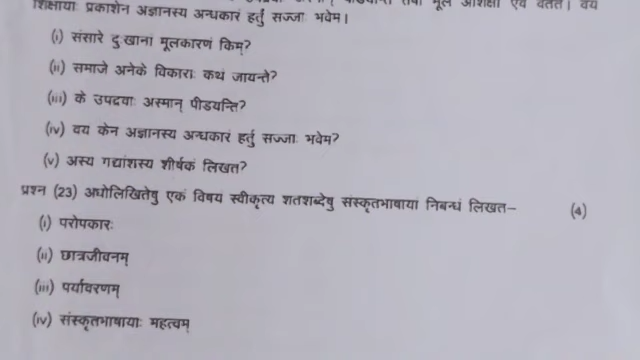 शिक्षायाः प्रकाशेन अज्ञानस्य अन्धकारं हर्तु सज्जाः भवेम।
(i) संसारे दुःखानां मूलकारणं किम्?
(ii) समाजे अनेके विकाराः कथं जायन्ते?
(iii) के उपद्रवाः अस्मान् पीडयन्ति?
(iv) वयं केन अज्ञानस्य अन्धकारं हर्तु सज्जाः भवेम?
(v) अस्य गद्यांशस्य शीर्षकं लिखत?
प्रश्न (23) अधोलिखितेषु एकं विषयं स्वीकृत्य शतशब्देषु संस्कृतभाषायां निबन्धं लिखत– (4)
(i) परोपकारः
(ii) छात्रजीवनम्
(iii) पर्यावरणम्
(iv) संस्कृतभाषायाः महत्वम्